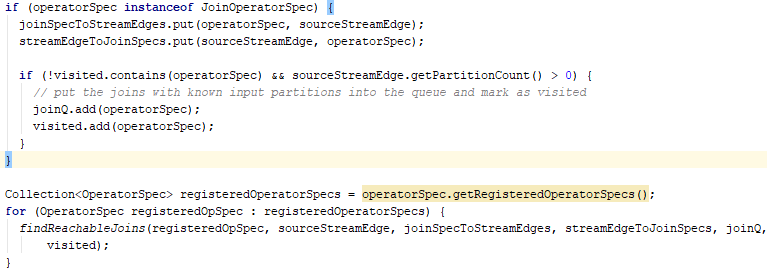 if (operatorSpec instanceof JoinOperatorSpec) {
joinSpecToStreamEdges.put(operatorSpec, sourceStreamEdge);
streamEdgeToJoinSpecs.put(sourceStreamEdge, operatorSpec);
if (!visited.contains(operatorSpec) && sourceStreamEdge.getPartitionCount() > 0) {
// put the joins with known input partitions into the queue and mark as visited
joinQ.add(operatorSpec);
visited.add(operatorSpec);
}
}
Collection<OperatorSpec> registeredOperatorSpecs = operatorSpec.getRegisteredOperatorSpecs();
for (OperatorSpec registeredOpSpec : registeredOperatorSpecs) {
findReachableJoins(registeredOpSpec, sourceStreamEdge, joinSpecToStreamEdges, streamEdgeToJoinSpecs, joinQ,
visited);
}